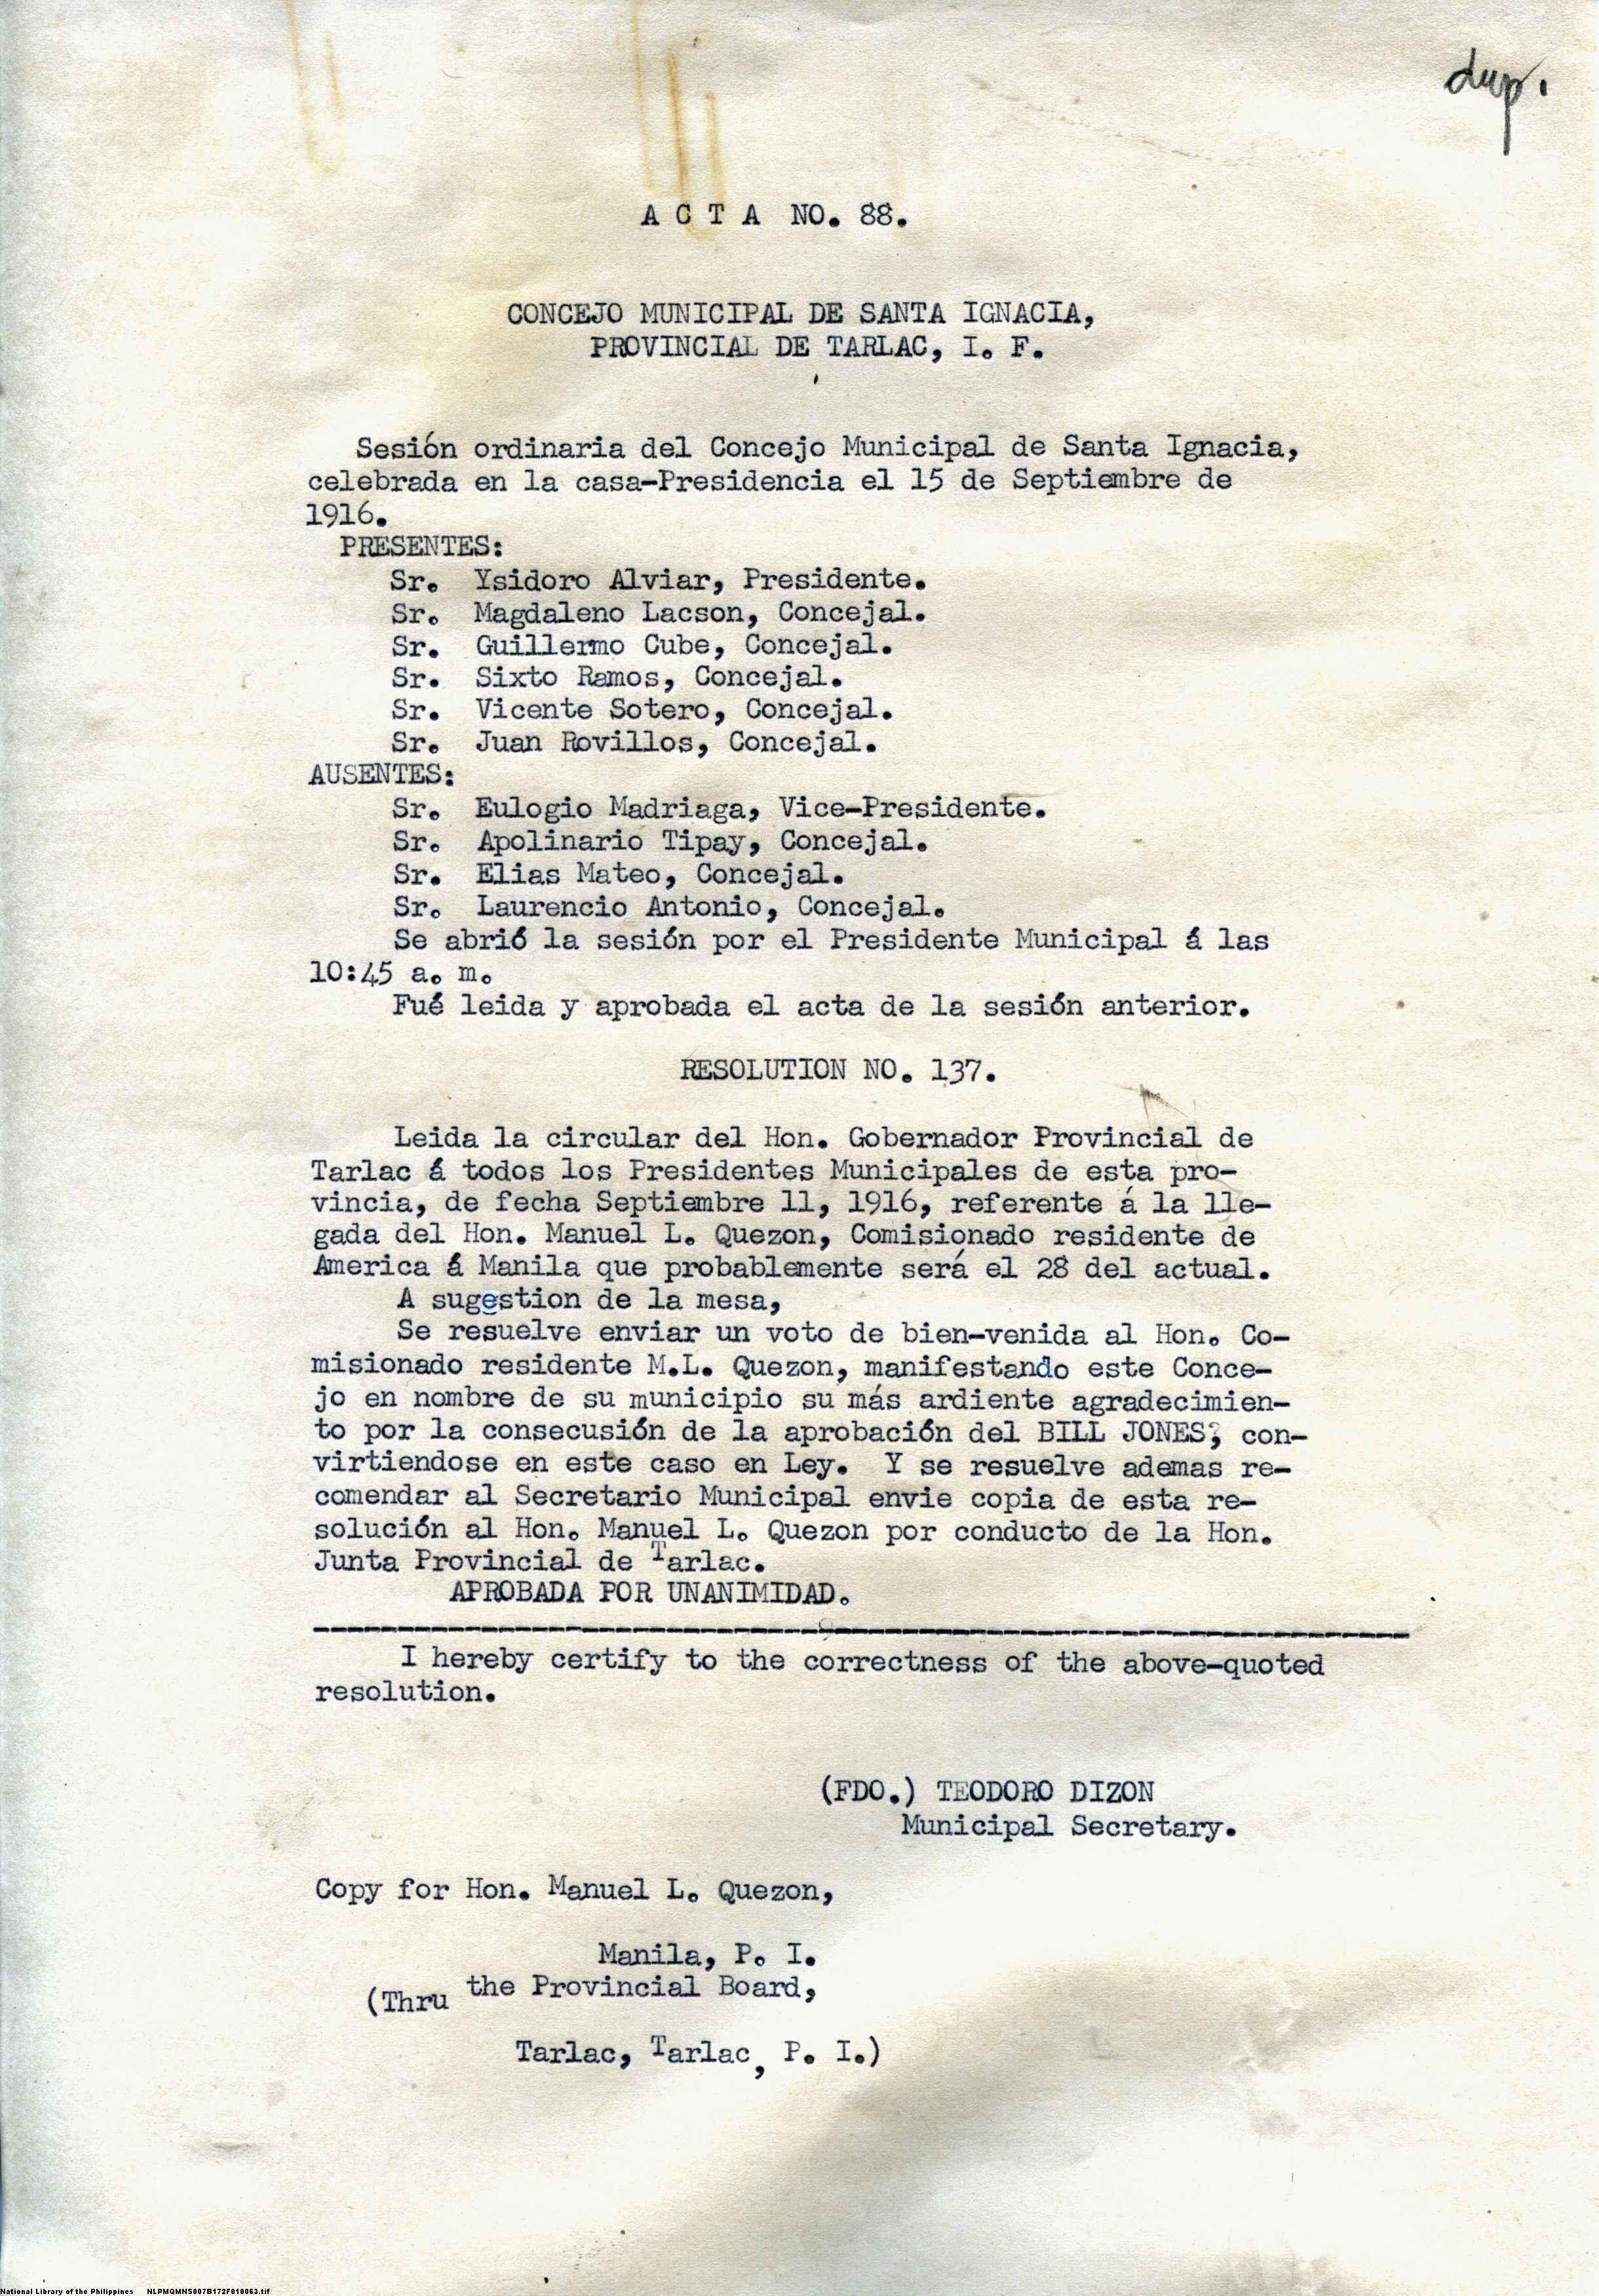 dup.
A C T A NO. 88.
CONCEJO MUNICIPAL DE SANTA IGNACIA,
PROVINCIAL DE TARLAC, I. F.
Sesión ordinaria del Concejo Municipal de Santa Ignacia,
celebrada en la casa-Presidencia el 15 de Septiembre de
1916.
PRESENTES:
Sr. Ysidoro Alviar, Presidente.
Sr. Magdaleno Lacson, Concejal.
Sr. Guillermo Cube, Concejal.
Sr. Sixto Ramos, Concejal.
Sr. Vicente Sotero, Concejal.
Sr. Juan Rovillos, Concejal.
AUSENTES:
Sr. Eulogio Madriaga, Vice-Presidente.
Sr. Apolinario Tipay, Concejal.
Sr. Elias Mateo, Concejal.
Sr. Laurencio Antonio, Concejal.
Se abrió la sesión por el Presidente Municipal á las
10:45 a. m.
Fué leida y aprobada el acta de la sesión anterior.
RESOLUTION NO. 137.
Leida la circular del Hon. Gobernador Provincial de
Tarlac á todos los Presidentes Municipales de esta pro-
vincia, de fecha Septiembre 11, 1916, referente á la lle-
gada del Hon. Manuel L. Quezon, Comisionado residente de
America á Manila que probablemente será el 28 del actual.
A sugestion de la mesa,
Se resuelve enviar un voto de bien-venida al Hon. Co-
misionado residente M.L. Quezon, manifestando este Conce-
jo en nombre de su municipio su más ardiente agradecimien-
to por la consecusión de la aprobación del BILL JONES; con-
virtiendose en este caso en Ley. Y se resuelve ademas re-
comendar al Secretario Municipal envie copia de esta re-
solución al Hon. Manuel L. Quezon por conducto de la Hon.
Junta Provincial de Tarlac.
APROBADA POR UNANIMIDAD.
I hereby certify to the correctness of the above-quoted
resolution.
(FDO.) TEODORO DIZON
Municipal Secretary.
Copy for Hon. Manuel L. Quezon,
Manila, P. I.
(Thru the Provincial Board,
Tarlac, Tarlac, P. I.)
National Library of the Philippines NLPMQMNS007B172F010063.tif